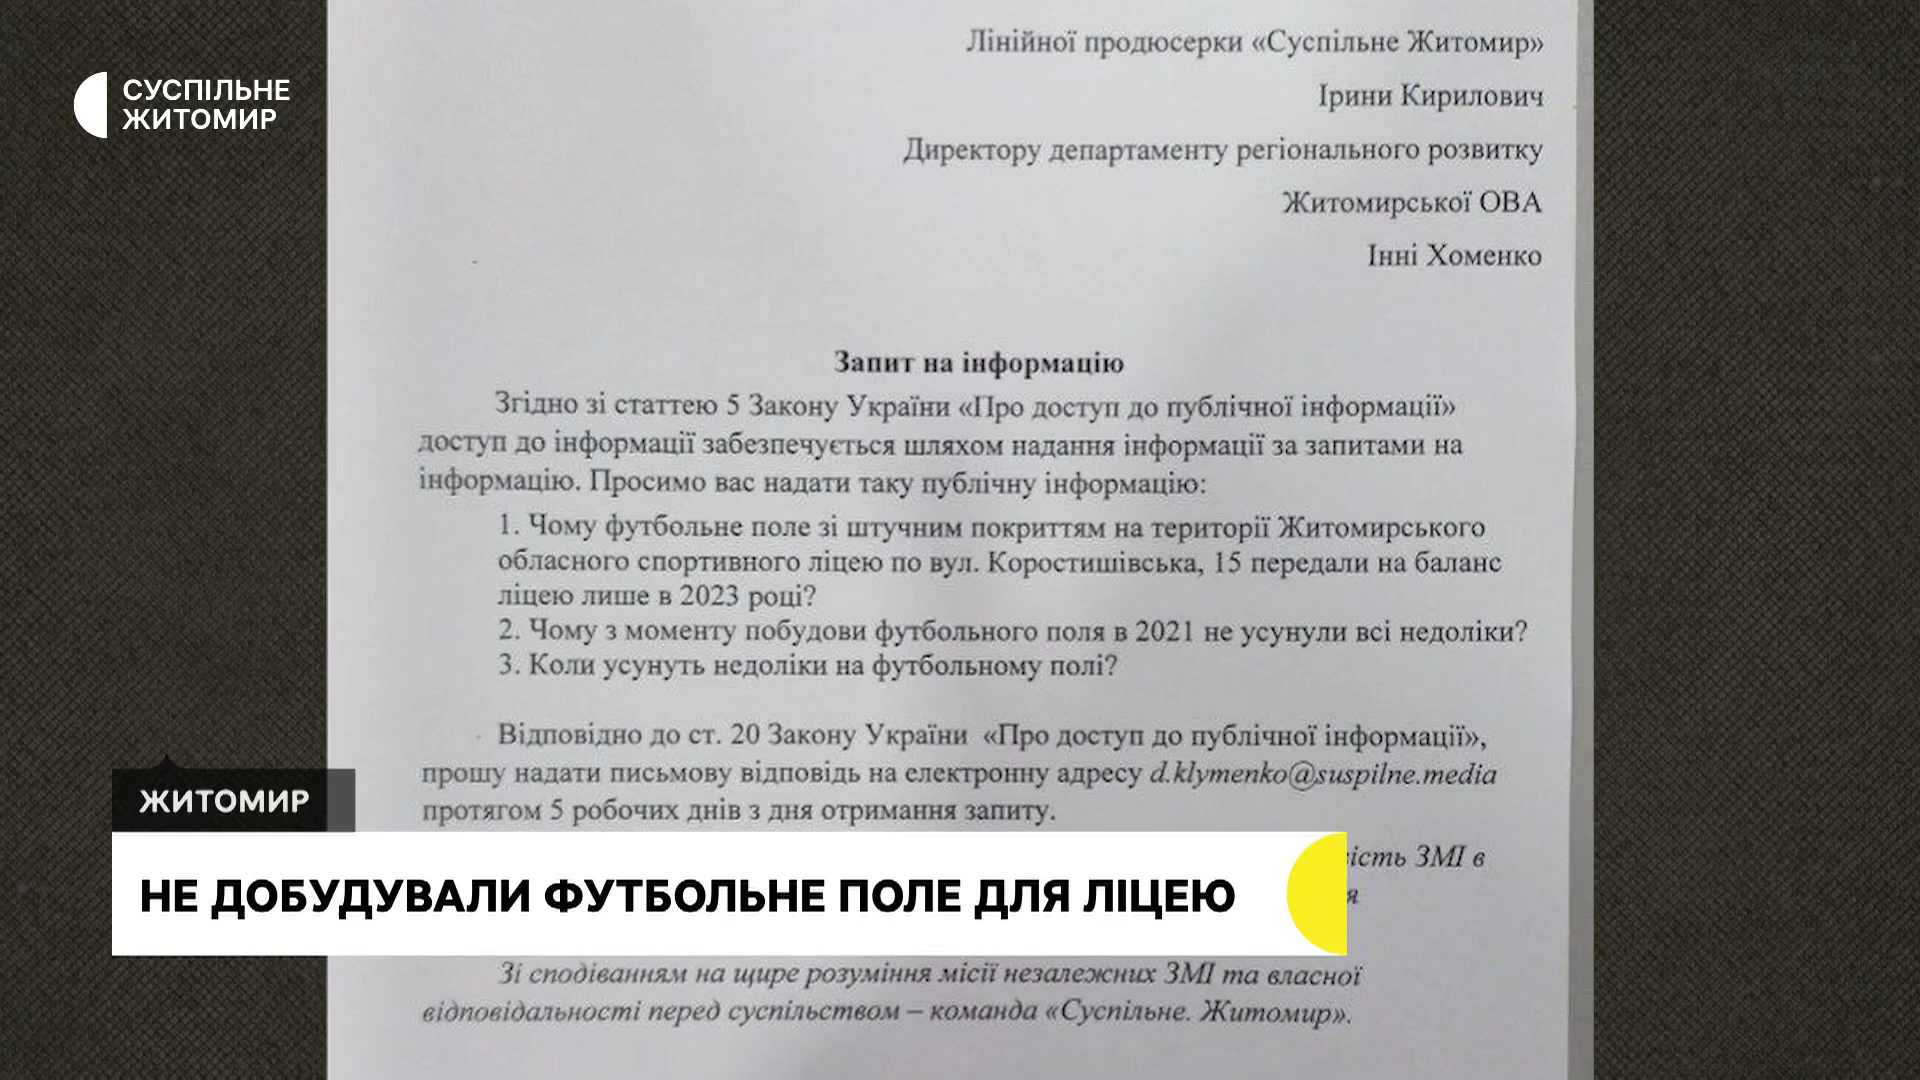 СУСПІЛЬНЕ
ЖИТОМИР
Лінійної продюсерки «Суспільне Житомир»
Ірини Кирилович
Директору департаменту регіонального розвитку
Житомирської ОВА
Інні Хоменко
Запит на інформацію
Згідно зі статтею 5 Закону України «Про доступ до публічної інформації»
доступ до інформації забезпечується шляхом надання інформації за запитами на
інформацію. Просимо вас надати таку публічну інформацію:
1. Чому футбольне поле зі штучним покриттям на території Житомирського
обласного спортивного ліцею по вул. Коростишівська, 15 передали на баланс
ліцею лише в 2023 році?
2. Чому з моменту побудови футбольного поля в 2021 не усунули всі недоліки?
3. Коли усунуть недоліки на футбольному полі?
Відповідно до ст. 20 Закону України «Про доступ до публічної інформації»,
прошу надати письмову відповідь на електронну адресу d.klymenko@suspilne.media
протягом 5 робочих днів з дня отримання запиту.
ЗМІ в
ЖИТОМИР
НЕ ДОБУДУВАЛИ ФУТБОЛЬНЕ ПОЛЕ ДЛЯ ЛІЦЕЮ
Зі сподіванням на щире розуміння місії незалежних ЗМІ та власної
відповідальності перед суспільством – команда «Суспільне. Житомир».